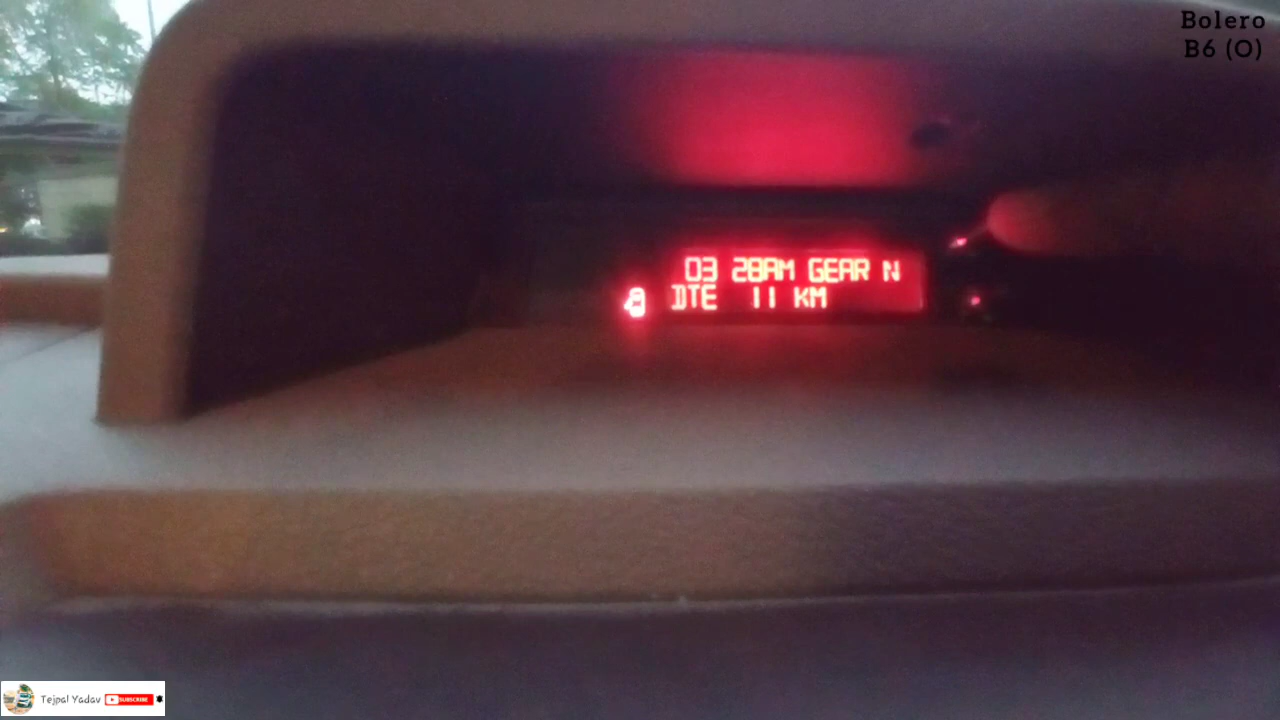 Bolero
B6 (O)
03 28AM GEAR N
DTE 11 KM
Tejpal Yadav
SUBSCRIBE